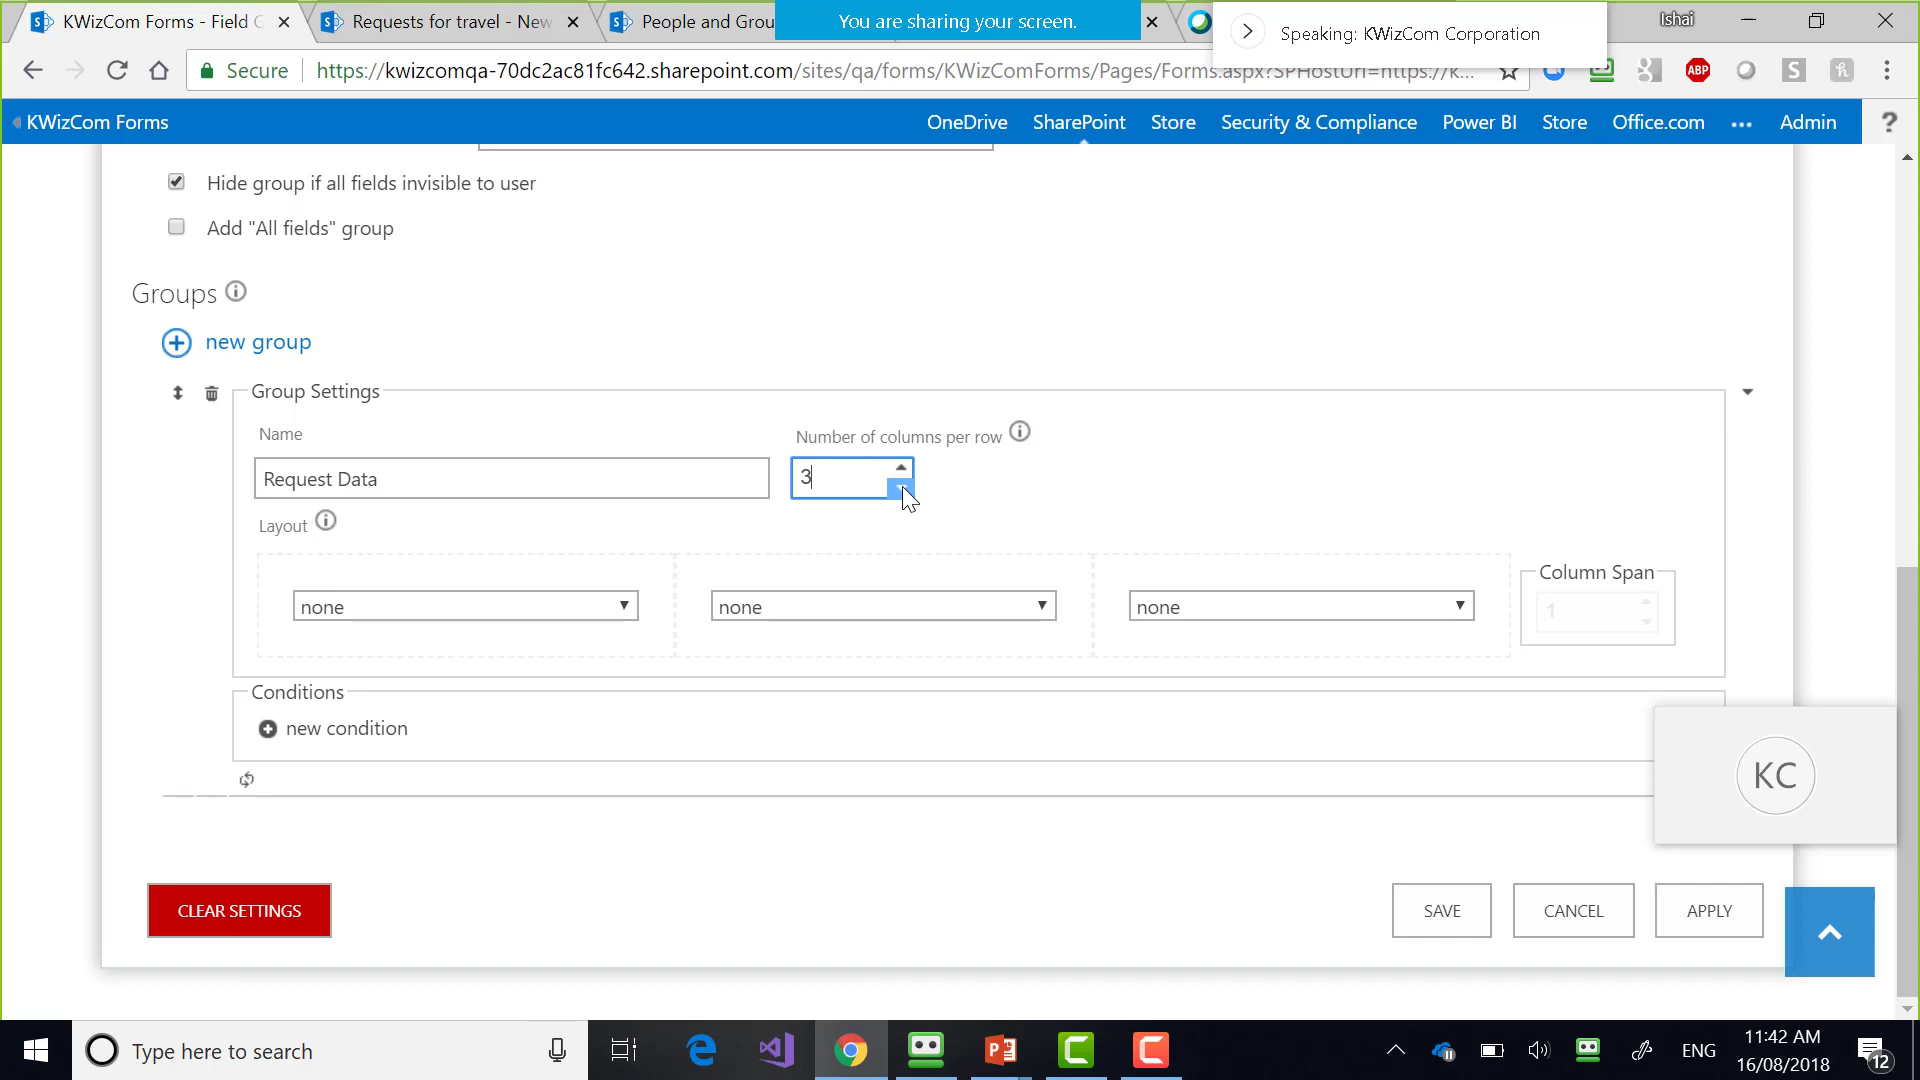 KWizCom Forms - Field G
Requests for travel - New
People and Grou
You are sharing your screen.
Speaking: KWizCom Corporation
Ishai
Secure
https://kwizcomqa-70dc2ac81fc642.sharepoint.com/sites/qa/forms/KWizComForms/Pages/Forms.aspx?SPHostUrl=https://k...
ABP
KWizCom Forms
OneDrive
SharePoint
Store
Security & Compliance
Power BI
Store
Office.com
...
Admin
?
Hide group if all fields invisible to user
Add "All fields" group
Groups
new group
Group Settings
Name
Number of columns per row
Request Data
3
Layout
none
none
none
Column Span
1
Conditions
new condition
KC
CLEAR SETTINGS
SAVE
CANCEL
APPLY
Type here to search
ENG
11:42 AM
16/08/2018
12